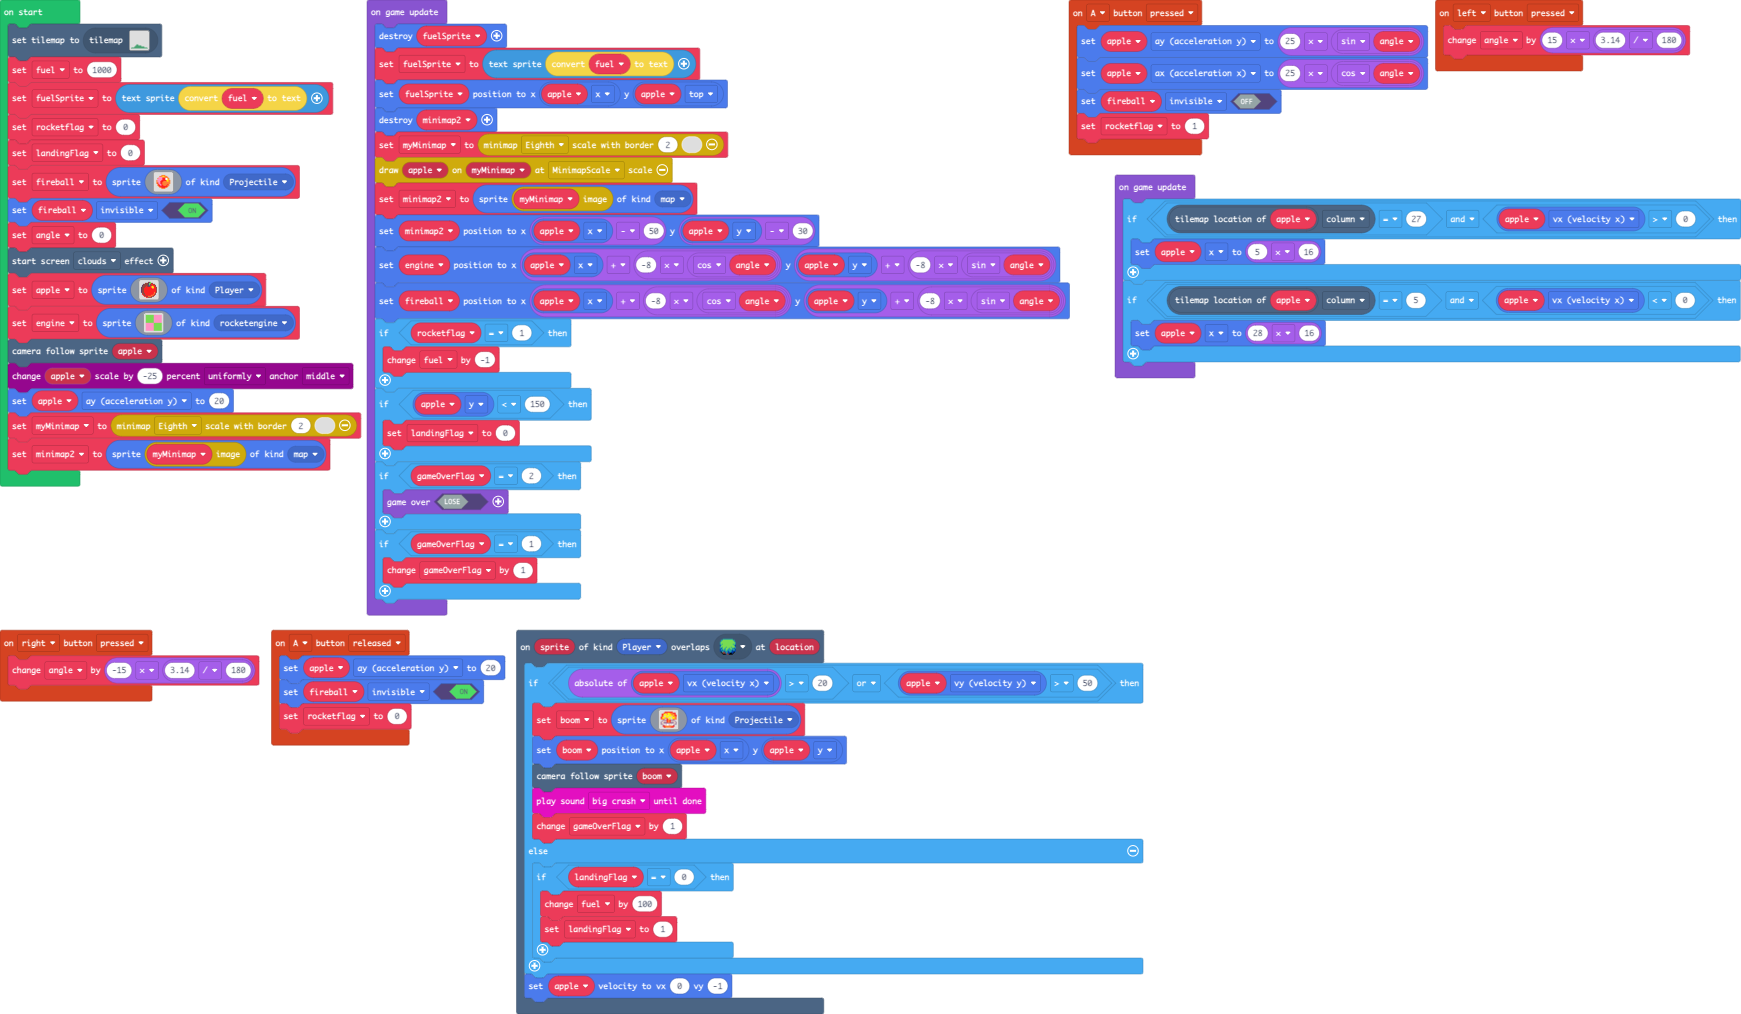 on start
set tilemap to tilemap
set fuel to 1000
set fuelSprite to text sprite convert fuel to text
set rocketflag to 0
set landingFlag to 0
set fireball to sprite of kind Projectile
set fireball invisible ON
set angle to 0
start screen clouds effect
set apple to sprite of kind Player
set engine to sprite of kind rocketengine
camera follow sprite apple
change apple scale by -25 percent uniformly anchor middle
set apple ay (acceleration y) to 20
set myMinimap to minimap Eighth scale with border 2
set minimap2 to sprite myMinimap image of kind map
on game update
destroy fuelSprite
set fuelSprite to text sprite convert fuel to text
set fuelSprite position to x apple x y apple top
destroy minimap2
set myMinimap to minimap Eighth scale with border 2
draw apple on myMinimap at MinimapScale scale
set minimap2 to sprite myMinimap image of kind map
set minimap2 position to x apple x - 50 y apple y - 30
set engine position to x apple x + -8 × cos angle y apple y + -8 × sin angle
set fireball position to x apple x + -8 × cos angle y apple y + -8 × sin angle
if rocketflag = 1 then
change fuel by -1
if apple y < 150 then
set landingFlag to 0
if gameOverFlag = 2 then
game over LOSE
if gameOverFlag = 1 then
change gameOverFlag by 1
on A button pressed
set apple ay (acceleration y) to 25 × sin angle
set apple ax (acceleration x) to 25 × cos angle
set fireball invisible OFF
set rocketflag to 1
on left button pressed
change angle by 15 × 3.14 / 180
on game update
if tilemap location of apple column = 27 and apple vx (velocity x) > 0 then
set apple x to 5 × 16
if tilemap location of apple column = 5 and apple vx (velocity x) < 0 then
set apple x to 28 × 16
on right button pressed
change angle by -15 × 3.14 / 180
on A button released
set apple ay (acceleration y) to 20
set fireball invisible ON
set rocketflag to 0
on sprite of kind Player overlaps at location
if absolute of apple vx (velocity x) > 20 or apple vy (velocity y) > 50 then
set boom to sprite of kind Projectile
set boom position to x apple x y apple y
camera follow sprite boom
play sound big crash until done
change gameOverFlag by 1
else
if landingFlag = 0 then
change fuel by 100
set landingFlag to 1
set apple velocity to vx 0 vy -1